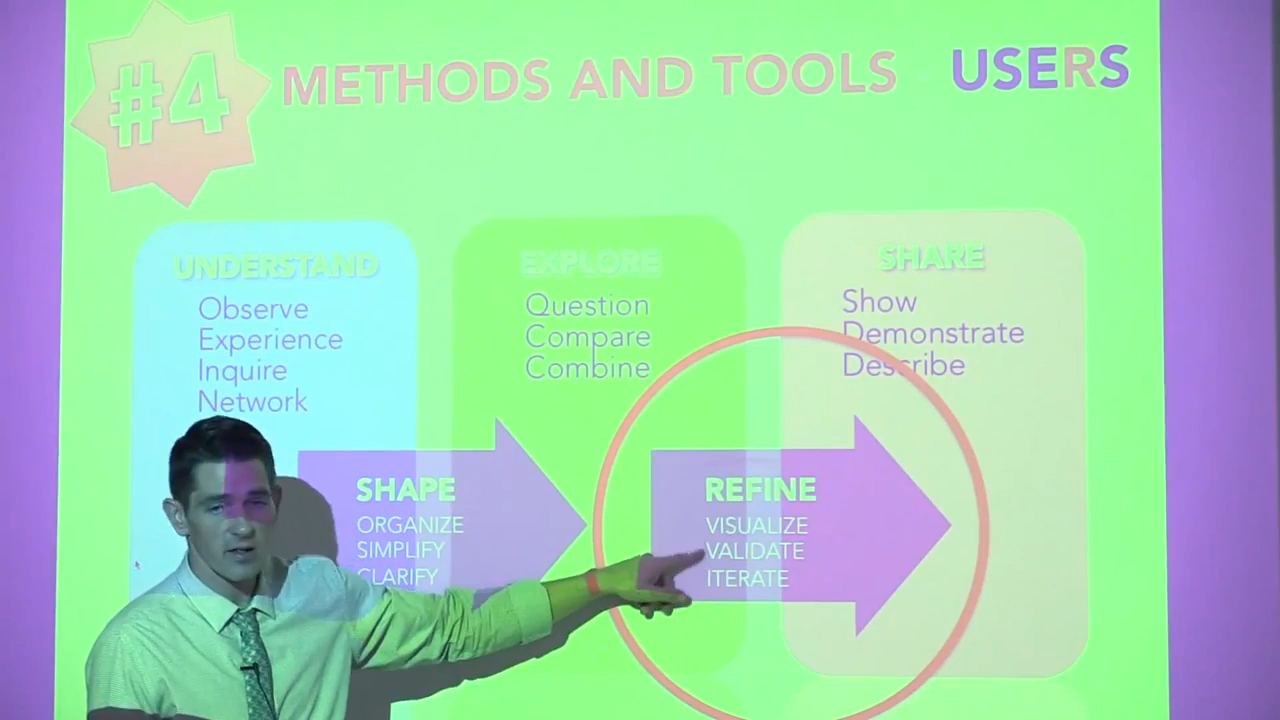 #4
METHODS AND TOOLS - USERS
UNDERSTAND
Observe
Experience
Inquire
Network
EXPLORE
Question
Compare
Combine
SHARE
Show
Demonstrate
Describe
SHAPE
ORGANIZE
SIMPLIFY
CLARIFY
REFINE
VISUALIZE
VALIDATE
ITERATE